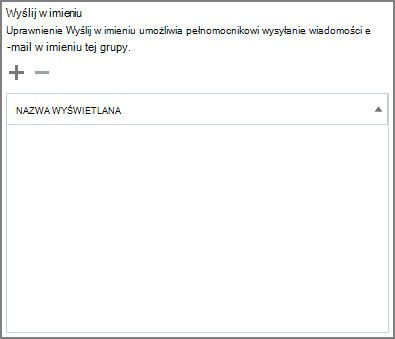 Wyślij w imieniu
Uprawnienie Wyślij w imieniu umożliwia pełnomocnikowi wysyłanie wiadomości e
-mail w imieniu tej grupy.
NAZWA WYŚWIETLANA